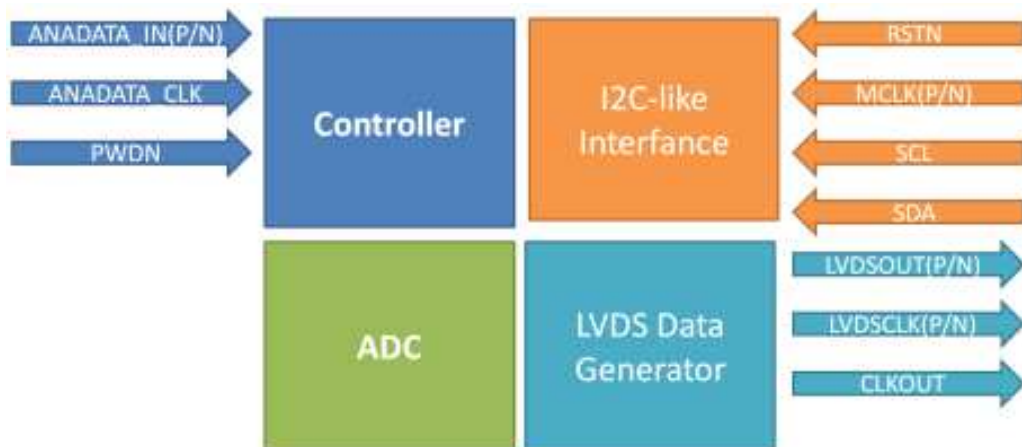 ANADATA_IN(P/N)
ANADATA_CLK
PWDN
Controller
I2C-like
Interfance
RSTN
MCLK(P/N)
SCL
SDA
ADC
LVDS Data
Generator
LVDSOUT(P/N)
LVDSCLK(P/N)
CLKOUT